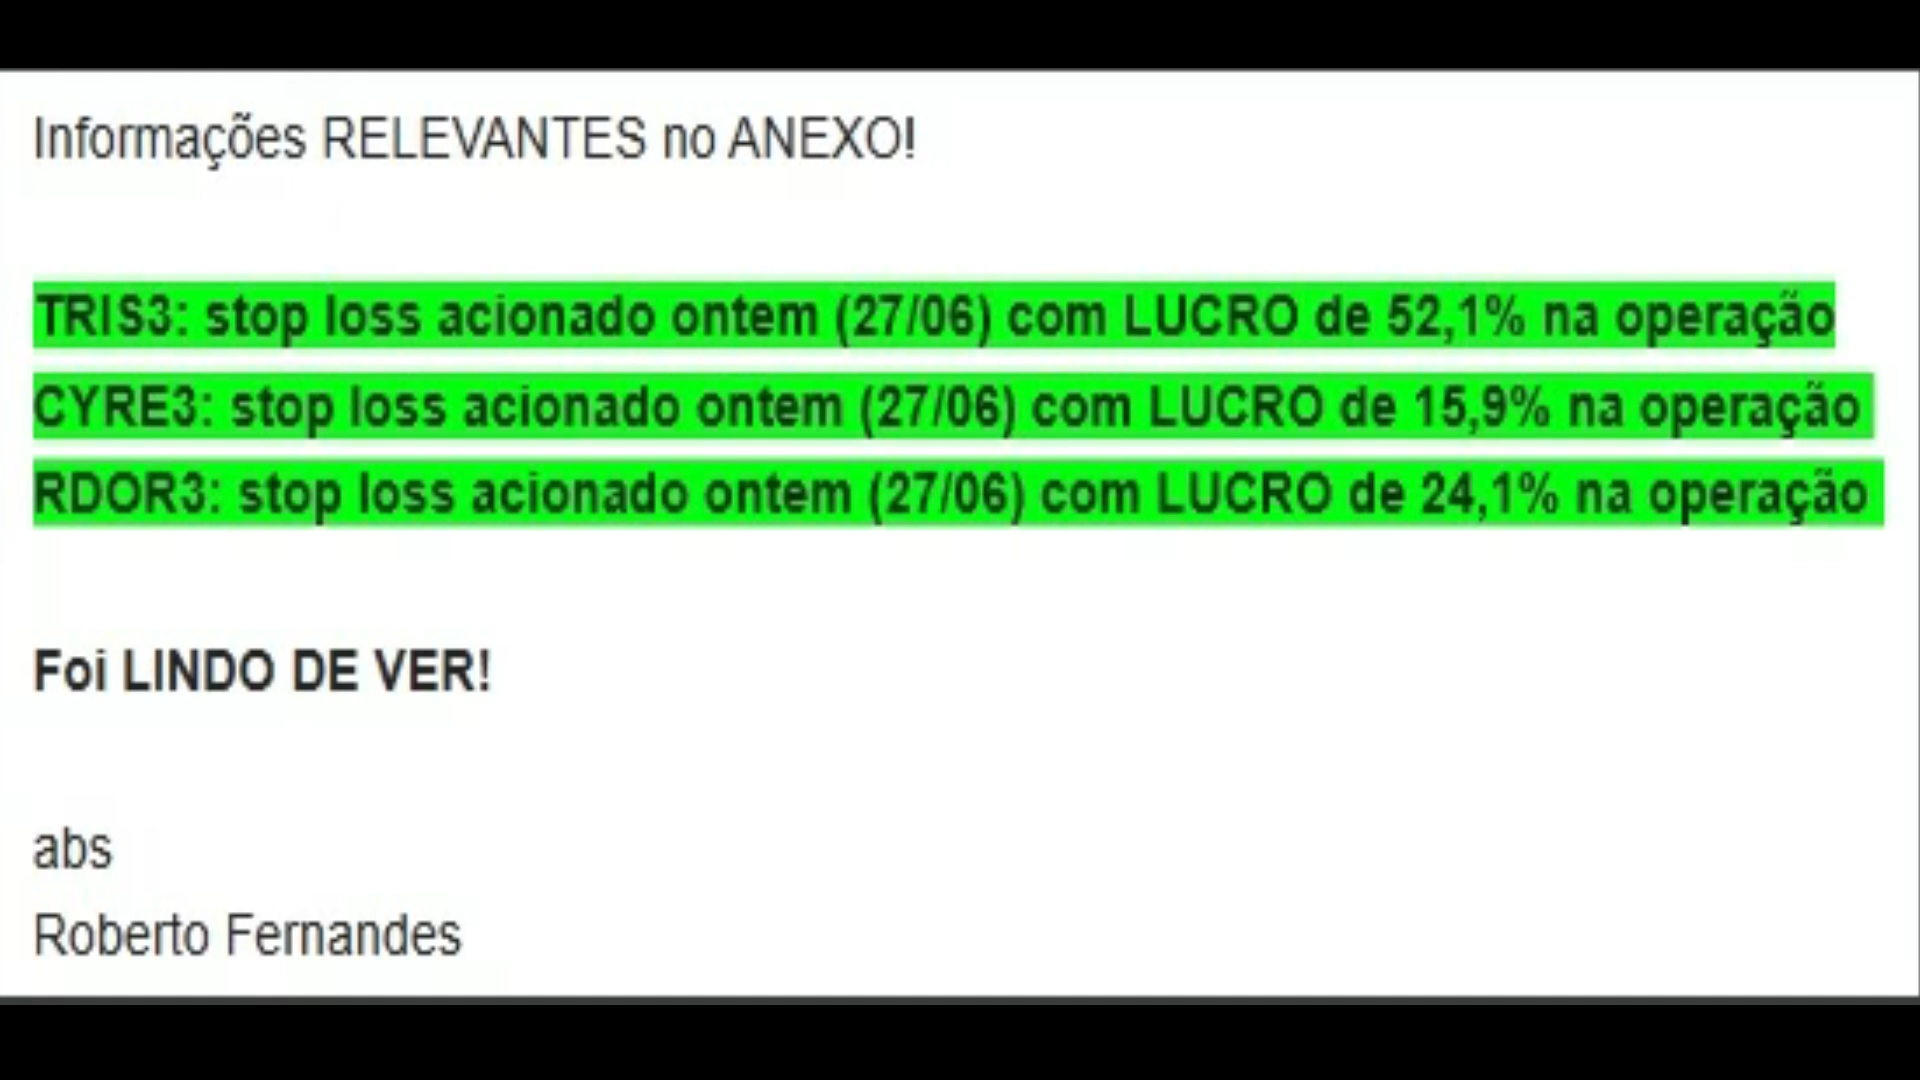 Informações RELEVANTES no ANEXO!
TRIS3: stop loss acionado ontem (27/06) com LUCRO de 52,1% na operação
CYRE3: stop loss acionado ontem (27/06) com LUCRO de 15,9% na operação
RDOR3: stop loss acionado ontem (27/06) com LUCRO de 24,1% na operação
Foi LINDO DE VER!
abs
Roberto Fernandes